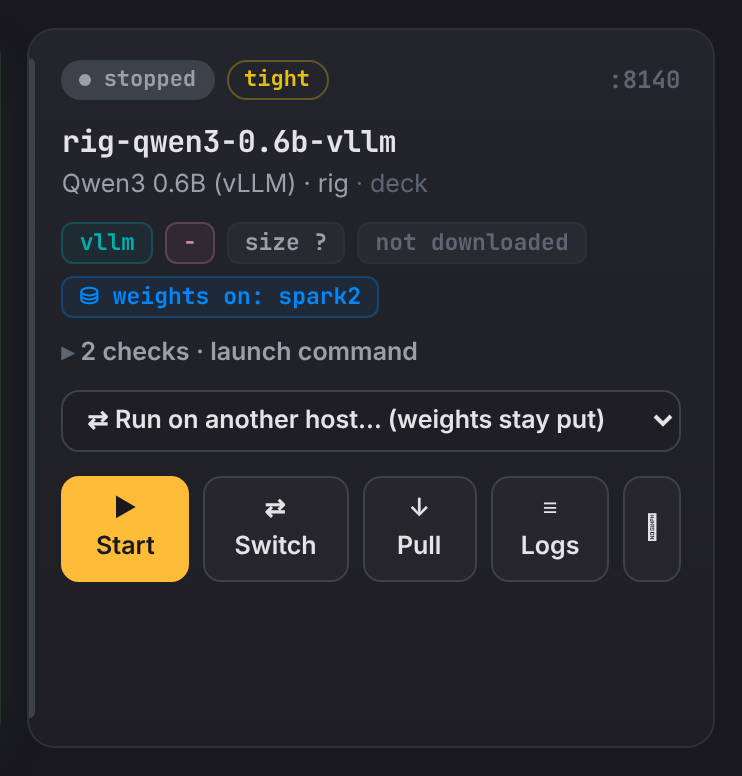 stopped tight :8140
rig-qwen3-0.6b-vllm
Qwen3 0.6B (vLLM) · rig · deck
vllm - size ? not downloaded
weights on: spark2
▸ 2 checks · launch command
⇄ Run on another host... (weights stay put)
Start Switch Pull Logs